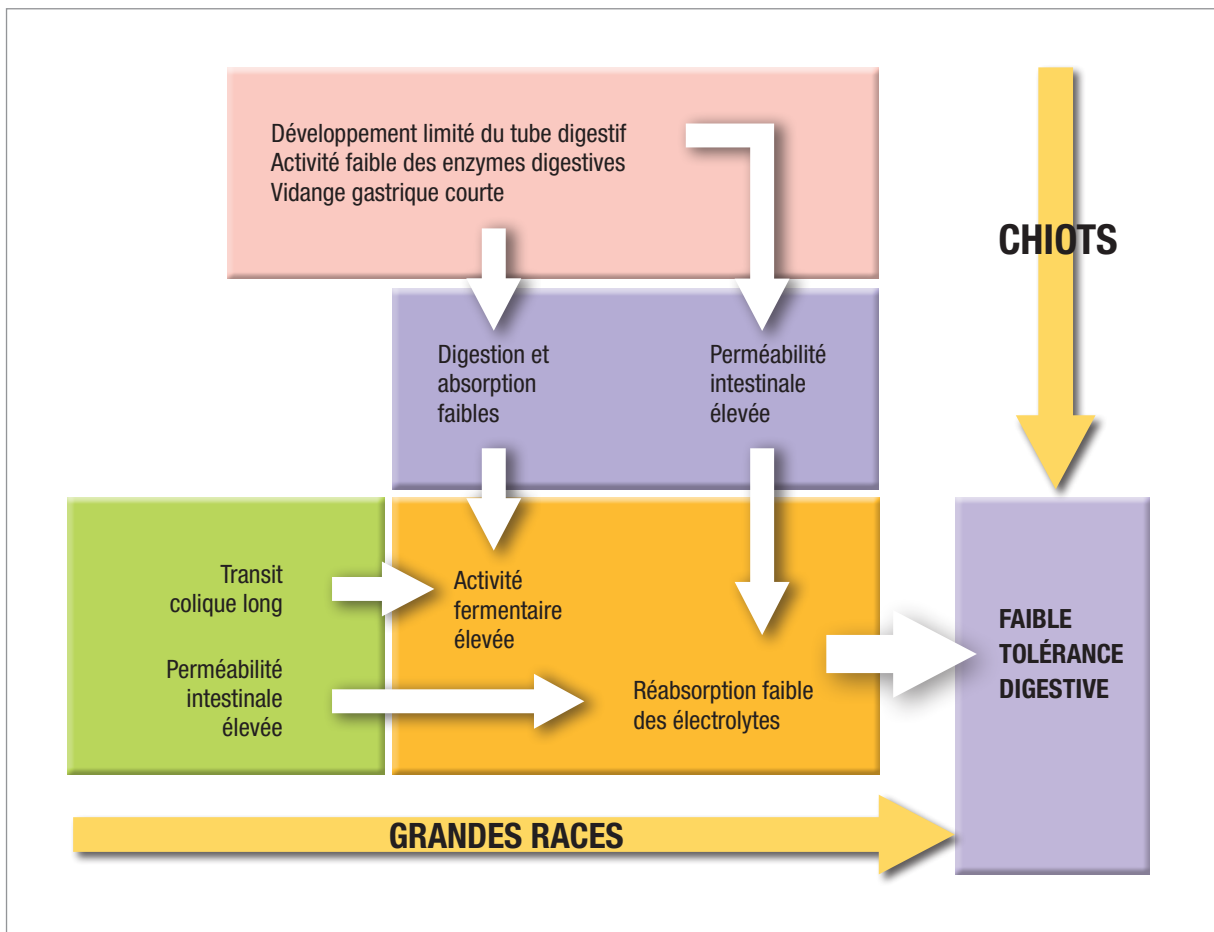 Développement limité du tube digestif
Activité faible des enzymes digestives
Vidange gastrique courte
CHIOTS
Digestion et
absorption
faibles
Perméabilité
intestinale
élevée
Transit
colique long
Perméabilité
intestinale
élevée
Activité
fermentaire
élevée
Réabsorption faible
des électrolytes
FAIBLE
TOLÉRANCE
DIGESTIVE
GRANDES RACES